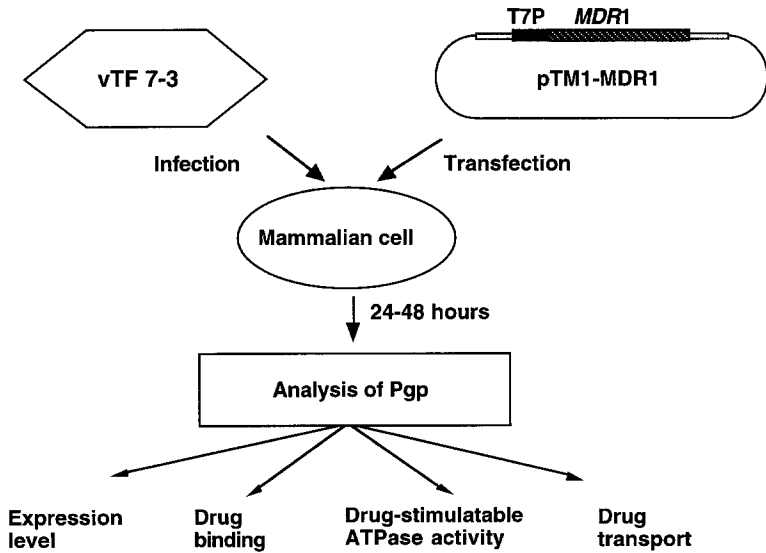 T7P MDR1
vTF 7-3
pTM1-MDR1
Infection
Transfection
Mammalian cell
24-48 hours
Analysis of Pgp
Expression
level
Drug
binding
Drug-stimulatable
ATPase activity
Drug
transport